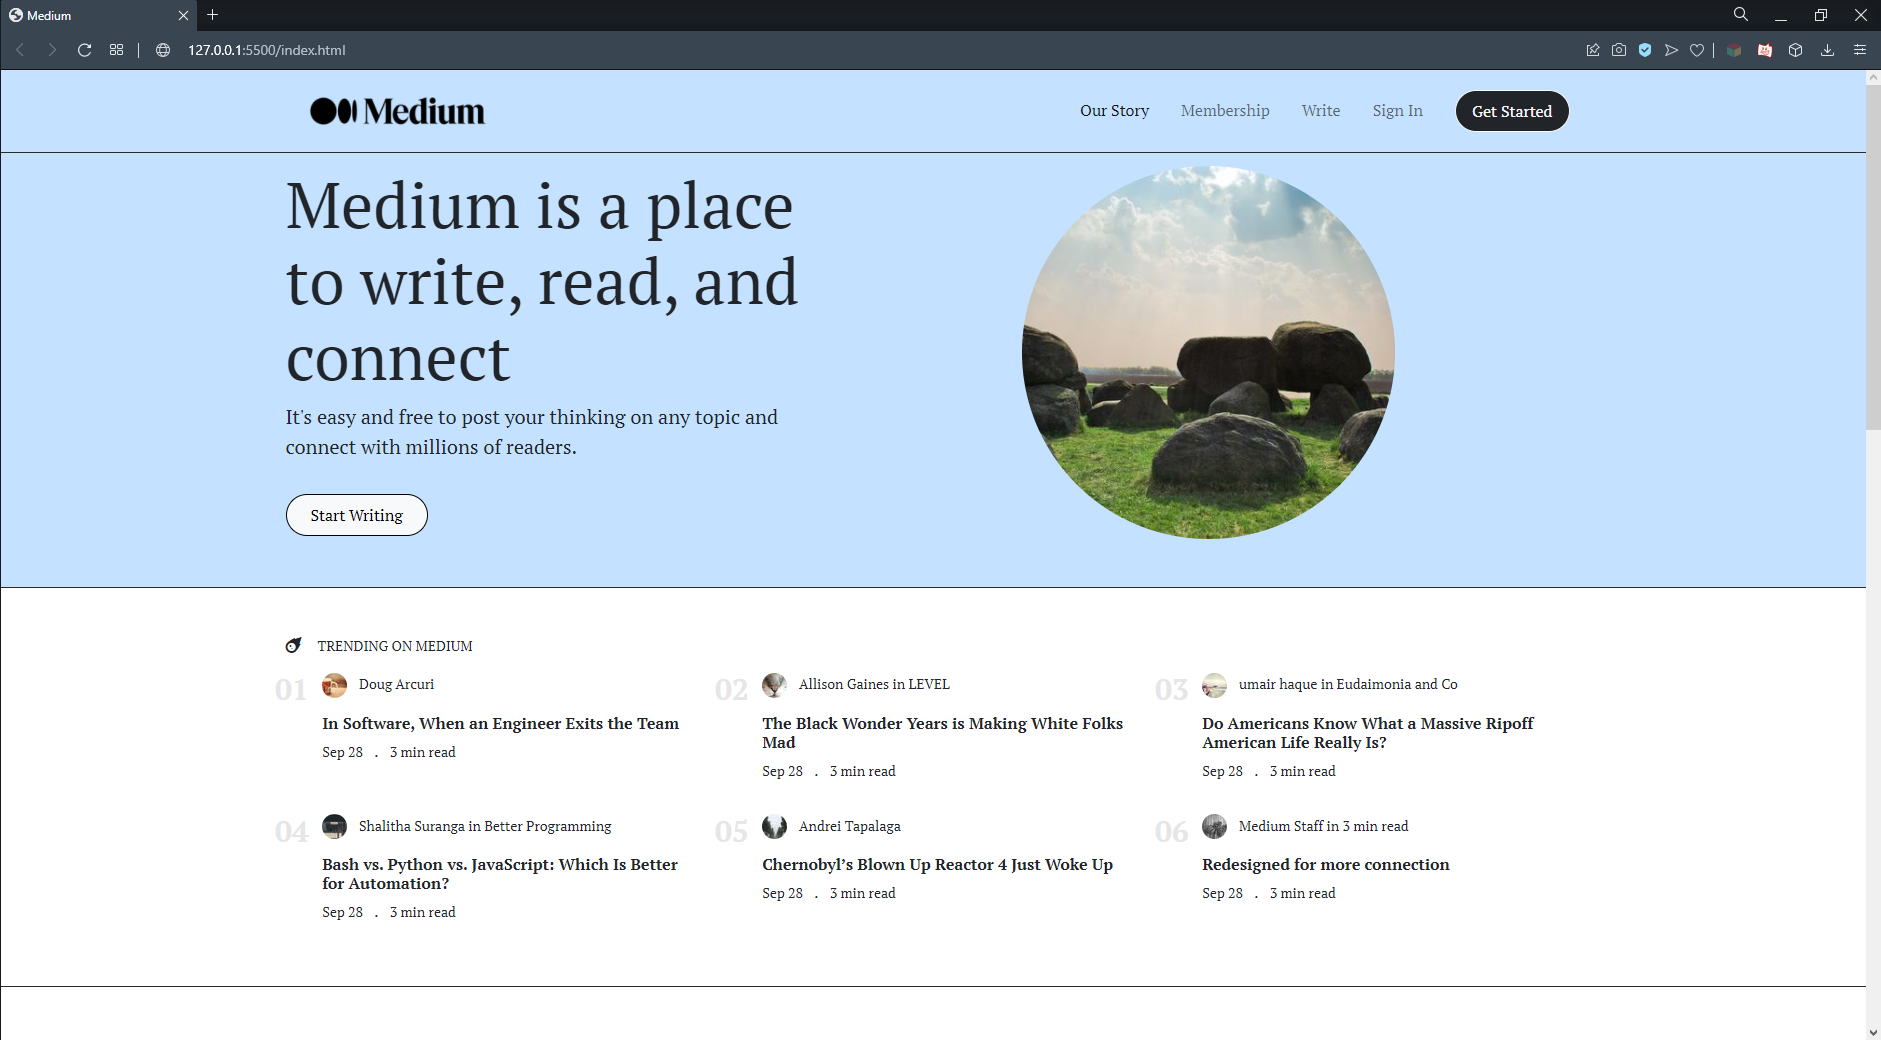 Medium
127.0.0.1:5500/index.html
Medium
Our Story
Membership
Write
Sign In
Get Started
Medium is a place
to write, read, and
connect
It's easy and free to post your thinking on any topic and
connect with millions of readers.
Start Writing
TRENDING ON MEDIUM
01
Doug Arcuri
In Software, When an Engineer Exits the Team
Sep 28 . 3 min read
02
Allison Gaines in LEVEL
The Black Wonder Years is Making White Folks
Mad
Sep 28 . 3 min read
03
umair haque in Eudaimonia and Co
Do Americans Know What a Massive Ripoff
American Life Really Is?
Sep 28 . 3 min read
04
Shalitha Suranga in Better Programming
Bash vs. Python vs. JavaScript: Which Is Better
for Automation?
Sep 28 . 3 min read
05
Andrei Tapalaga
Chernobyl’s Blown Up Reactor 4 Just Woke Up
Sep 28 . 3 min read
06
Medium Staff in 3 min read
Redesigned for more connection
Sep 28 . 3 min read